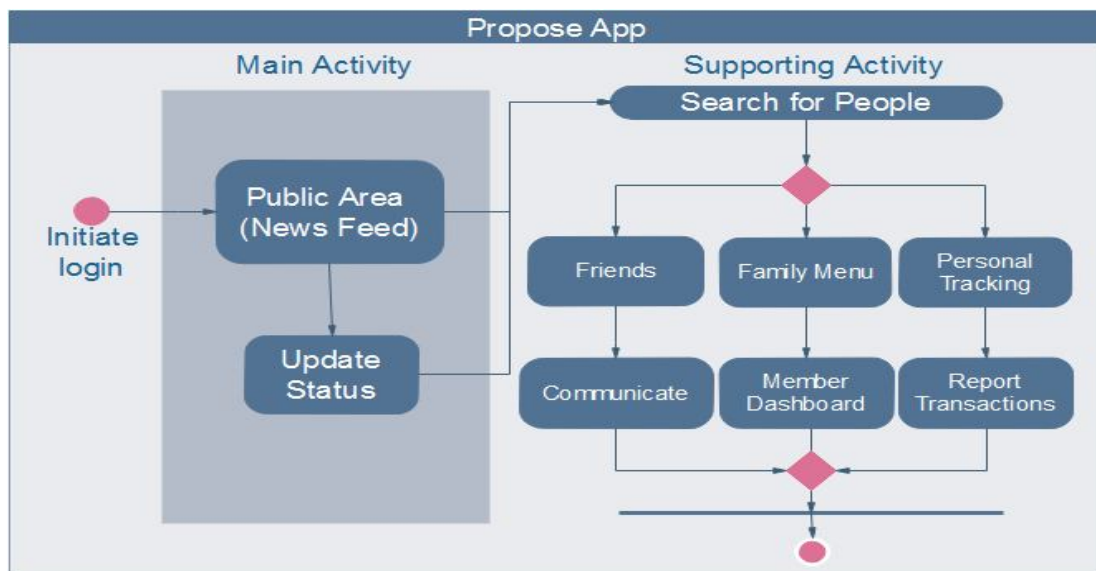 Propose App
Main Activity
Supporting Activity
Search for People
Public Area
(News Feed)
Initiate
login
Friends
Family Menu
Personal
Tracking
Update
Status
Communicate
Member
Dashboard
Report
Transactions